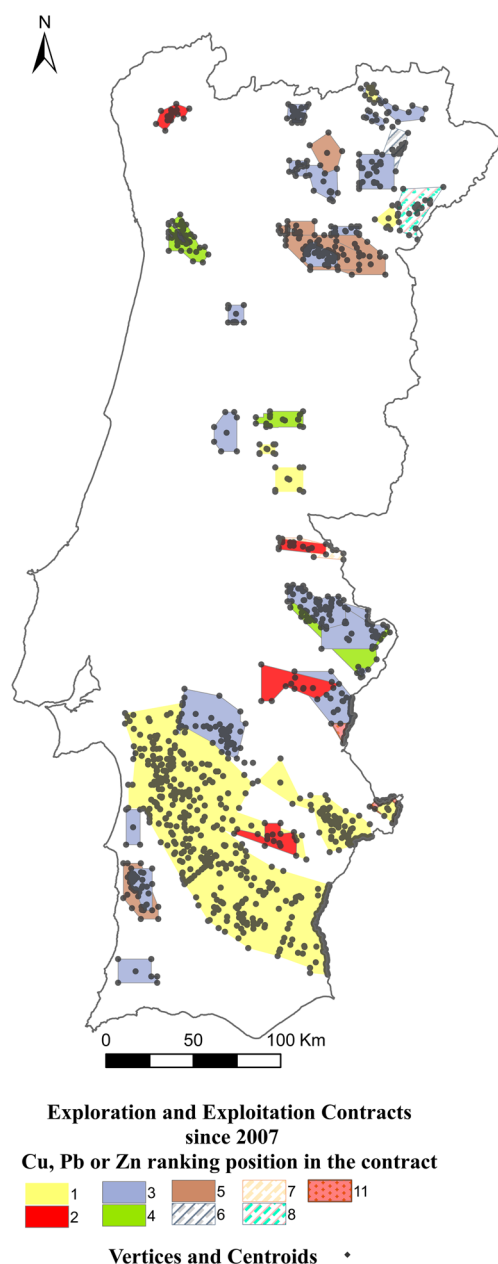 N
0 50 100 Km
Exploration and Exploitation Contracts
since 2007
Cu, Pb or Zn ranking position in the contract
1 3 5 7 11
2 4 6 8
Vertices and Centroids